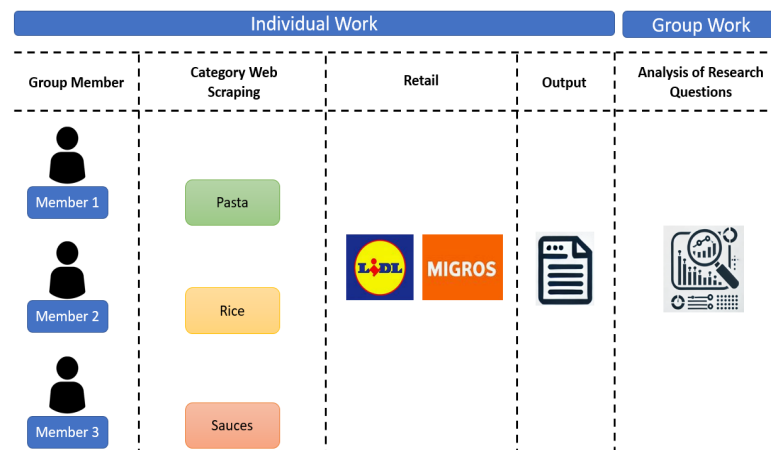 Individual Work
Group Work
Group Member
Category Web
Scraping
Retail
Output
Analysis of Research
Questions
Member 1
Pasta
LiDL
MIGROS
Member 2
Rice
Member 3
Sauces